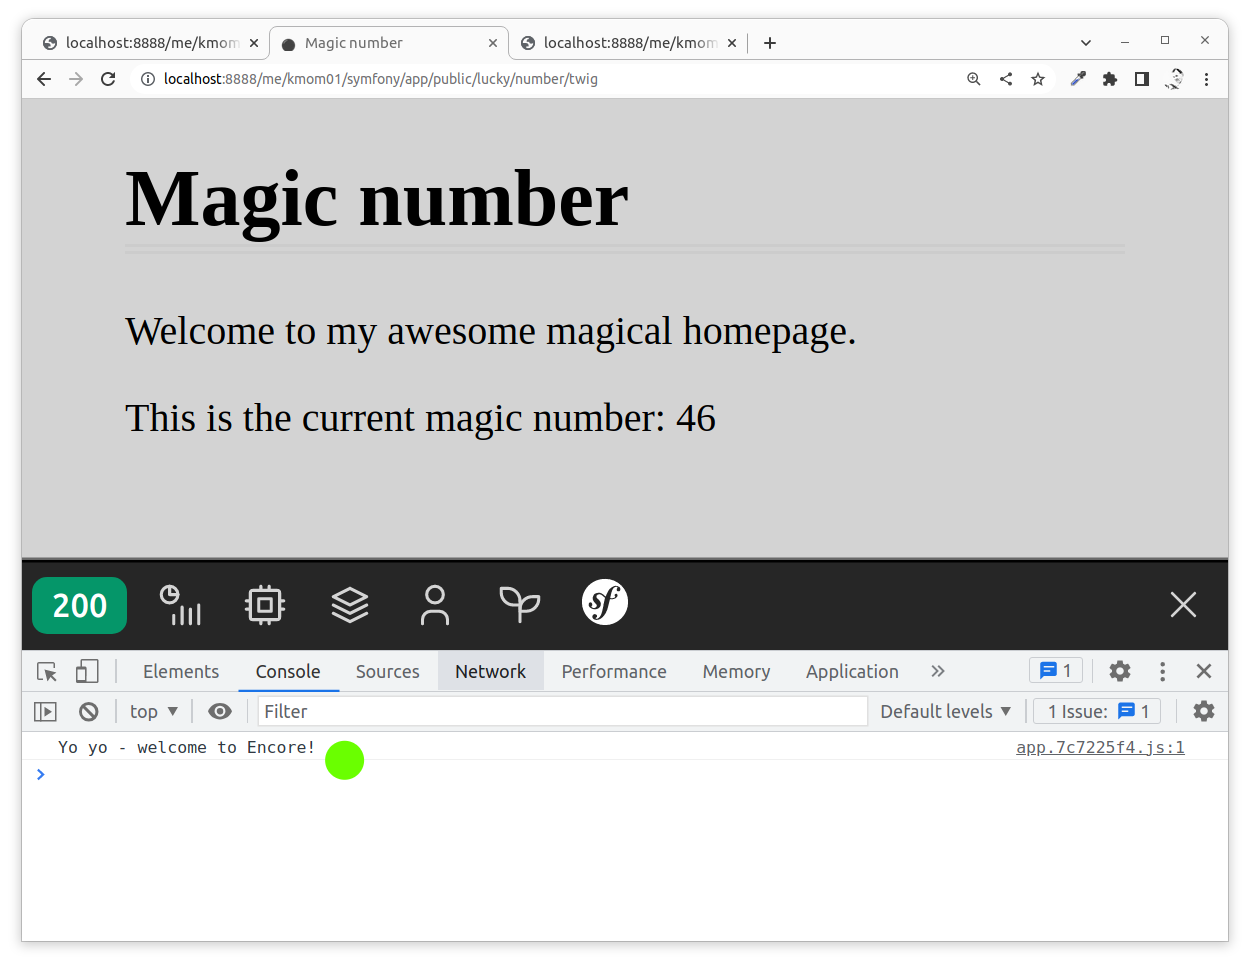 localhost:8888/me/kmom
Magic number
localhost:8888/me/kmom
localhost:8888/me/kmom01/symfony/app/public/lucky/number/twig
Magic number
Welcome to my awesome magical homepage.
This is the current magic number: 46
200
sf
Elements Console Sources Network Performance Memory Application 1
top Filter Default levels 1 Issue: 1
Yo yo - welcome to Encore! app.7c7225f4.js:1